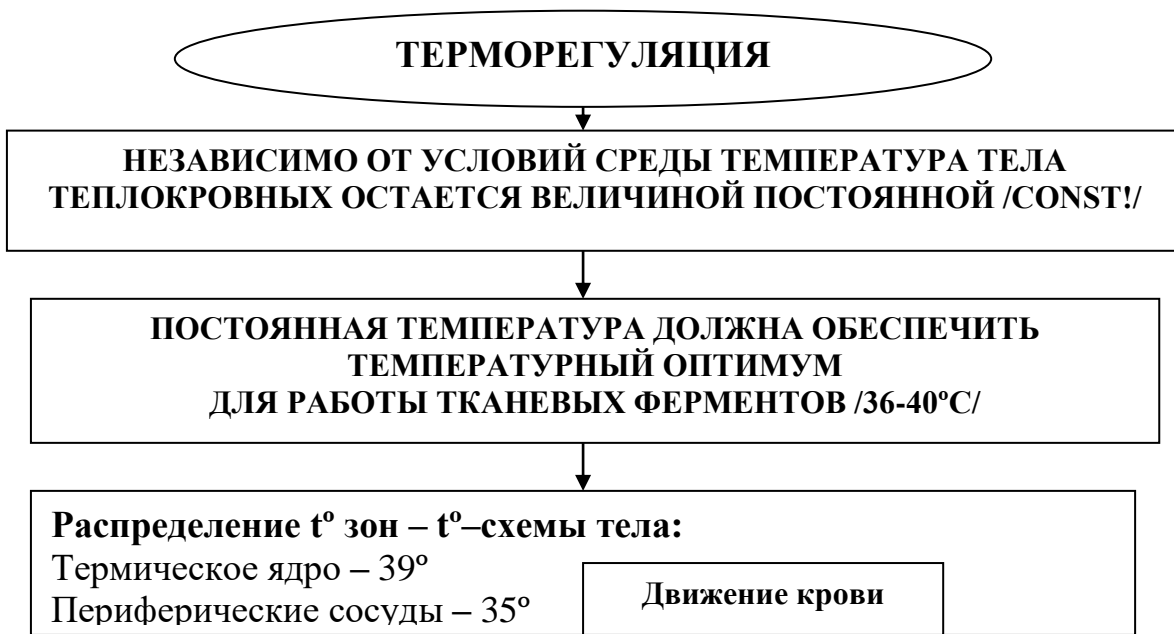 ТЕРМОРЕГУЛЯЦИЯ
НЕЗАВИСИМО ОТ УСЛОВИЙ СРЕДЫ ТЕМПЕРАТУРА ТЕЛА
ТЕПЛОКРОВНЫХ ОСТАЕТСЯ ВЕЛИЧИНОЙ ПОСТОЯННОЙ /CONST!/
ПОСТОЯННАЯ ТЕМПЕРАТУРА ДОЛЖНА ОБЕСПЕЧИТЬ
ТЕМПЕРАТУРНЫЙ ОПТИМУМ
ДЛЯ РАБОТЫ ТКАНЕВЫХ ФЕРМЕНТОВ /36-40ºС/
Распределение tº зон – tº–схемы тела:
Термическое ядро – 39º
Периферические сосуды – 35º
Движение крови